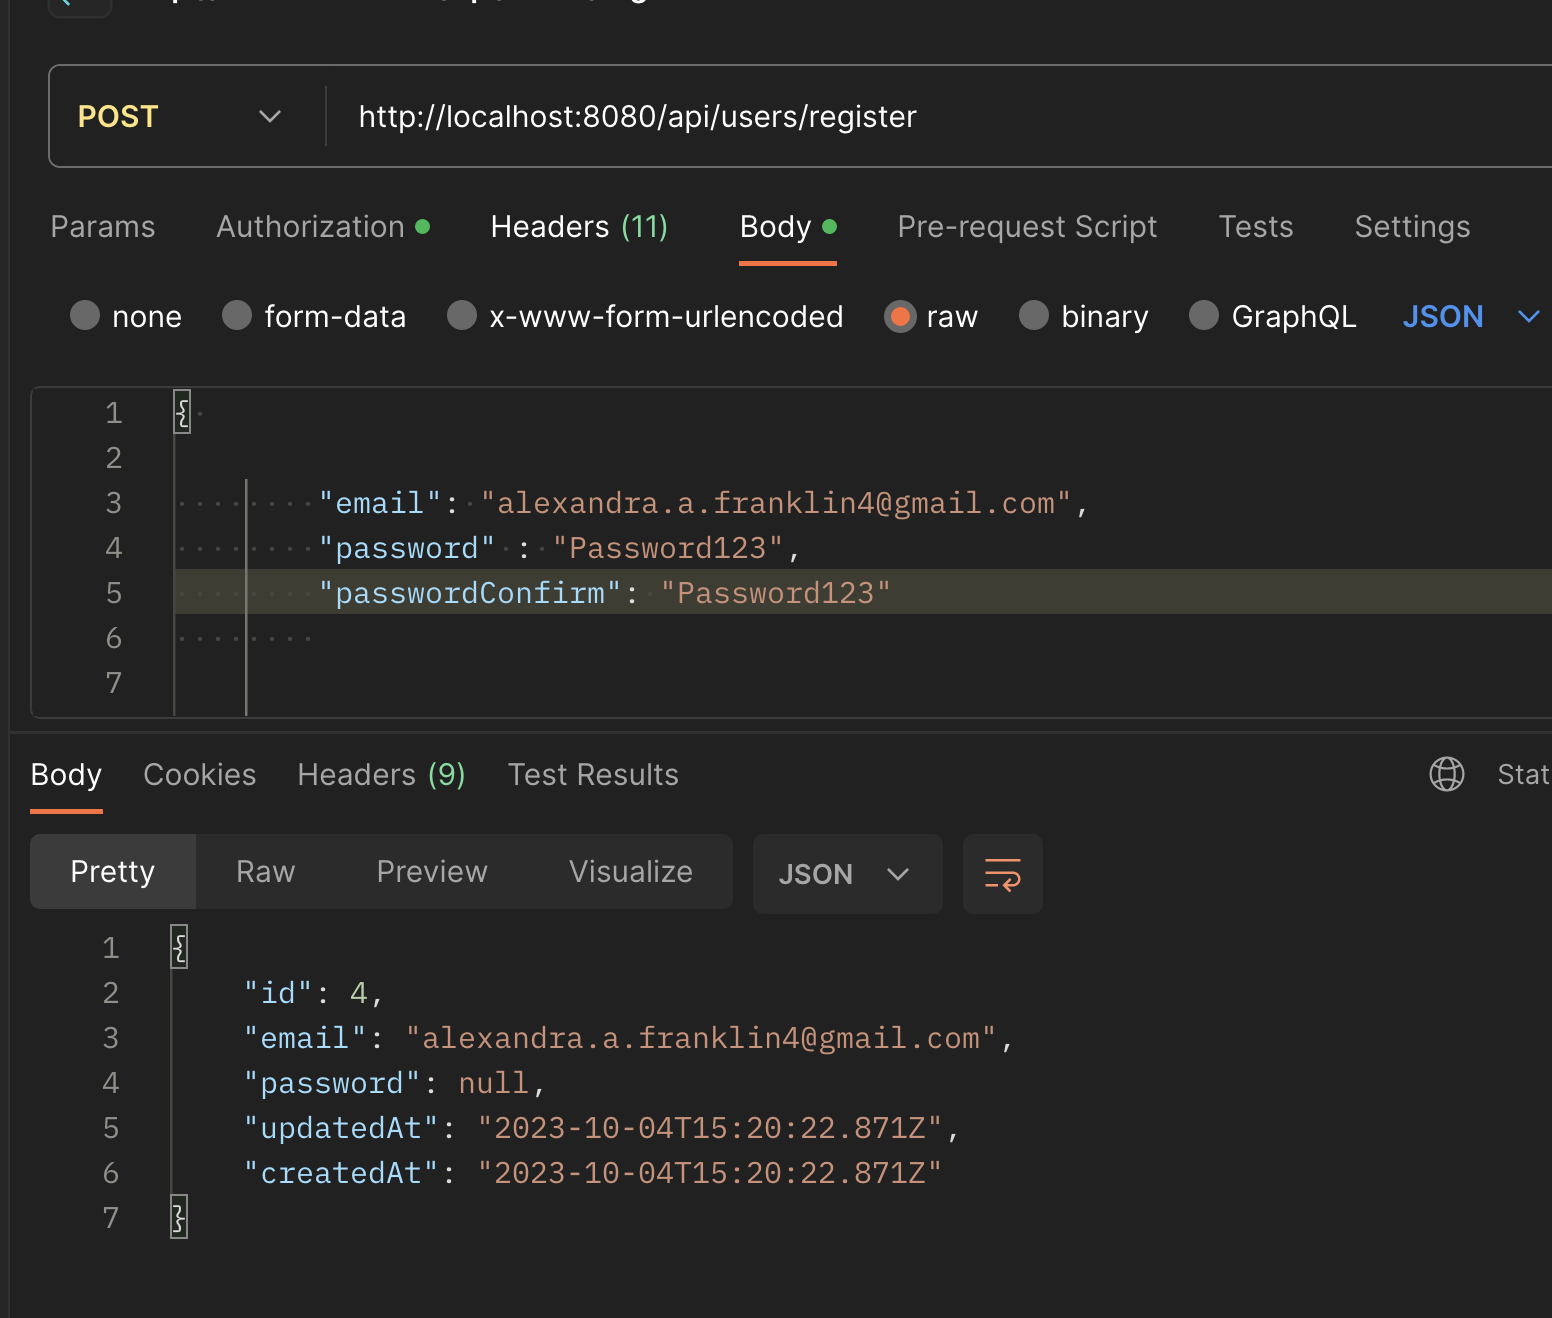 POST http://localhost:8080/api/users/register
Params Authorization Headers (11) Body Pre-request Script Tests Settings
none form-data x-www-form-urlencoded raw binary GraphQL JSON
1 {
2
3 "email": "alexandra.a.franklin4@gmail.com",
4 "password" : "Password123",
5 "passwordConfirm": "Password123"
6
7
Body Cookies Headers (9) Test Results Stat
Pretty Raw Preview Visualize JSON
1 {
2 "id": 4,
3 "email": "alexandra.a.franklin4@gmail.com",
4 "password": null,
5 "updatedAt": "2023-10-04T15:20:22.871Z",
6 "createdAt": "2023-10-04T15:20:22.871Z"
7 }